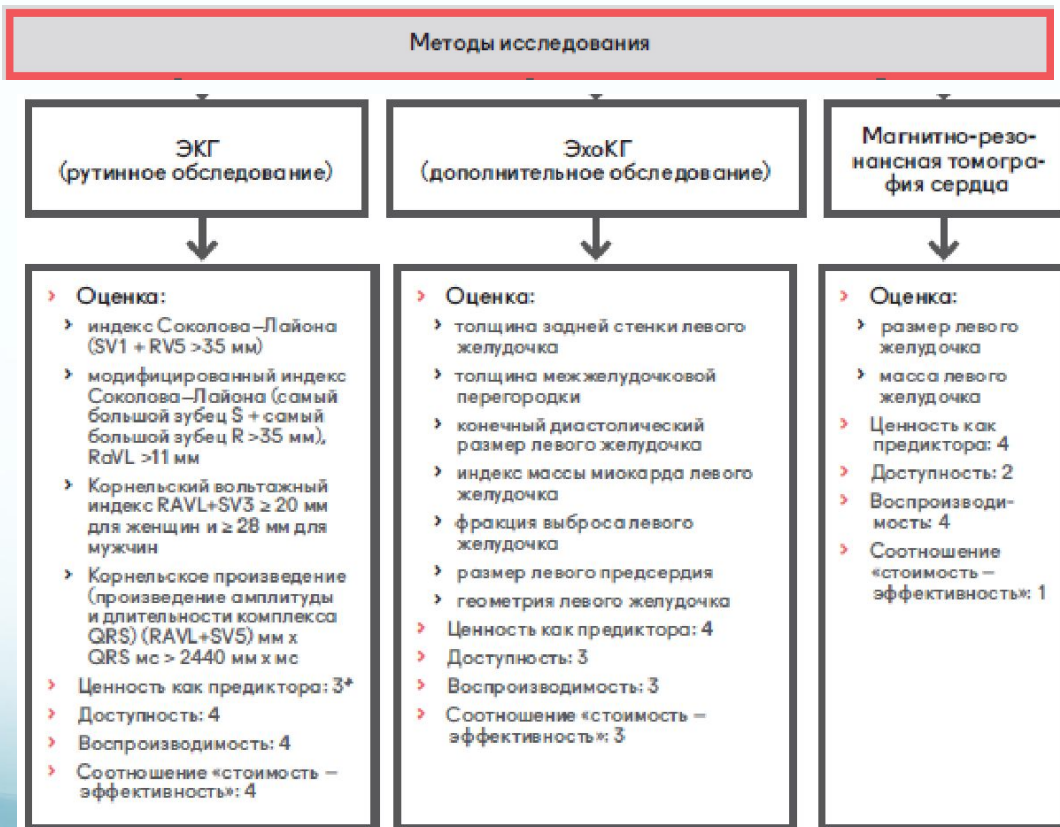 Методы исследования
ЭКГ
(рутинное обследование)
ЭхоКГ
(дополнительное обследование)
Магнитно-резо-
нансная томогра-
фия сердца
› Оценка:
› индекс Соколова–Лайона
(SV1 + RV5 >35 мм)
› модифицированный индекс
Соколова–Лайона (самый
большой зубец S + самый
большой зубец R >35 мм),
RaVL >11 мм
› Корнельский вольтажный
индекс RAVL+SV3 ≥ 20 мм
для женщин и ≥ 28 мм для
мужчин
› Корнельское произведение
(произведение амплитуды
и длительности комплекса
QRS) (RAVL+SV5) мм x
QRS мс > 2440 мм x мс
› Ценность как предиктора: 3+
› Доступность: 4
› Воспроизводимость: 4
› Соотношение «стоимость –
эффективность»: 4
› Оценка:
› толщина задней стенки левого
желудочка
› толщина межжелудочковой
перегородки
› конечный диастолический
размер левого желудочка
› индекс массы миокарда левого
желудочка
› фракция выброса левого
желудочка
› размер левого предсердия
› геометрия левого желудочка
› Ценность как предиктора: 4
› Доступность: 3
› Воспроизводимость: 3
› Соотношение «стоимость –
эффективность»: 3
› Оценка:
› размер левого
желудочка
› масса левого
желудочка
› Ценность как
предиктора: 4
› Доступность: 2
› Воспроизводи-
мость: 4
› Соотношение
«стоимость –
эффективность»: 1